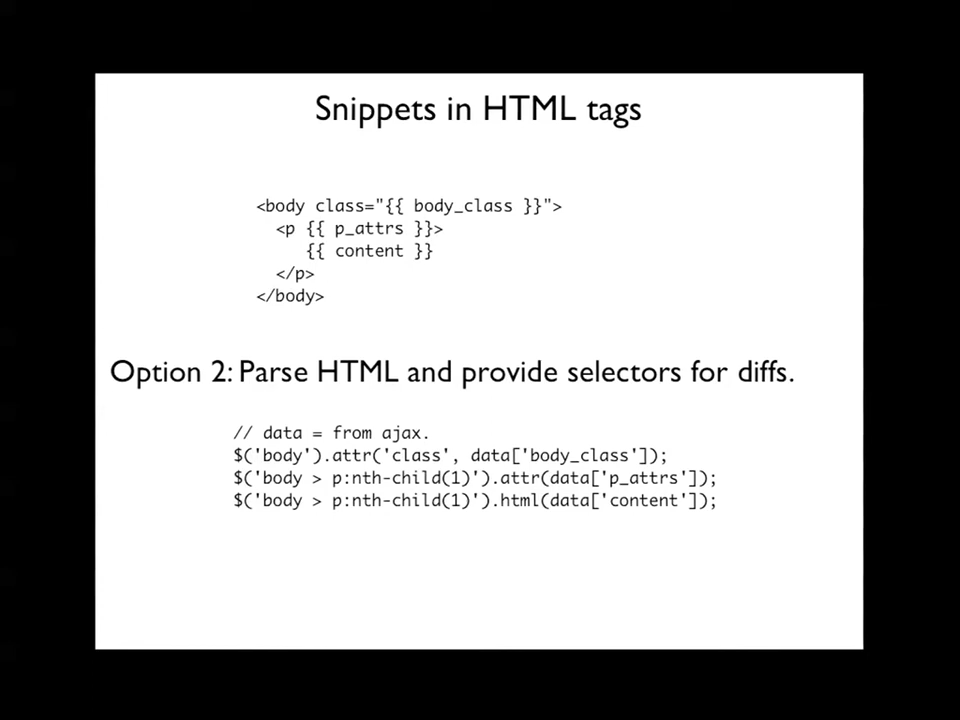 Snippets in HTML tags
<body class="{{ body_class }}">
<p {{ p_attrs }}>
{{ content }}
</p>
</body>
Option 2: Parse HTML and provide selectors for diffs.
// data = from ajax.
$('body').attr('class', data['body_class']);
$('body > p:nth-child(1)').attr(data['p_attrs']);
$('body > p:nth-child(1)').html(data['content']);